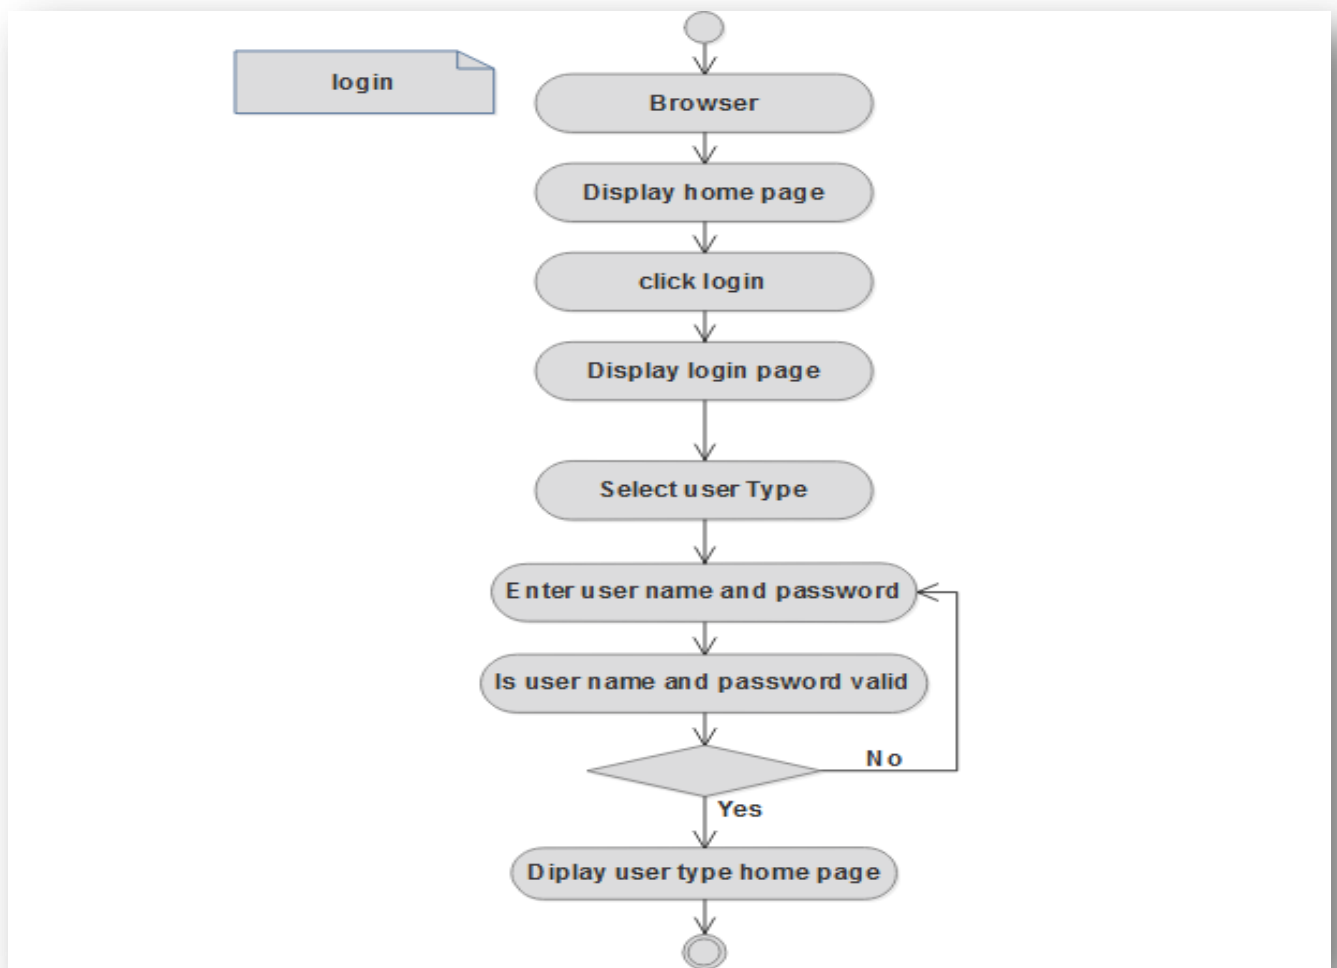 login
Browser
Display home page
click login
Display login page
Select user Type
Enter user name and password
Is user name and password valid
No
Yes
Diplay user type home page